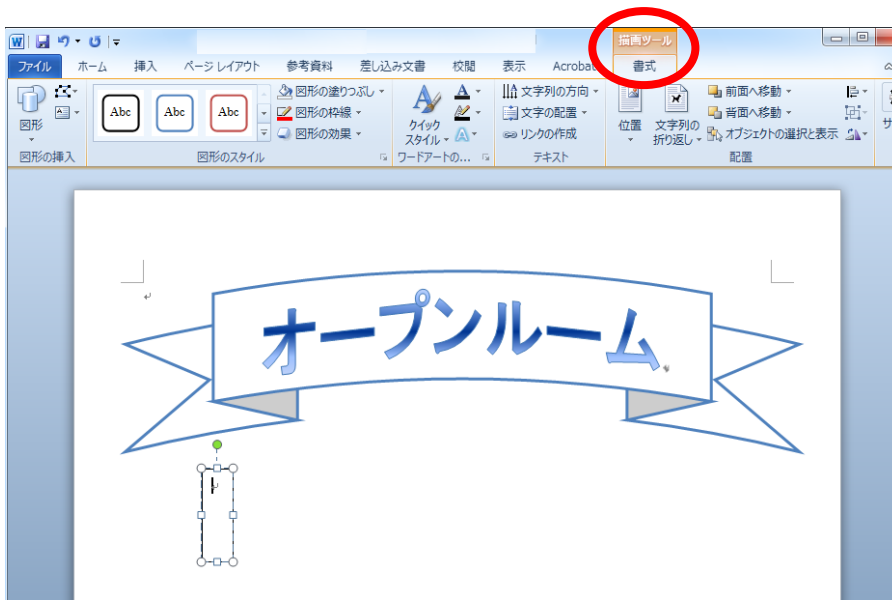 描画ツール
ファイル ホーム 挿入 ページ レイアウト 参考資料 差し込み文書 校閲 表示 Acrobat 書式
図形
Abc Abc Abc
図形の塗りつぶし
図形の枠線
図形の効果
クイック
スタイル
文字列の方向
文字の配置
リンクの作成
位置
文字列の
折り返し
前面へ移動
背面へ移動
オブジェクトの選択と表示
サ
図形の挿入 図形のスタイル ワードアートの... テキスト 配置
オープンルーム